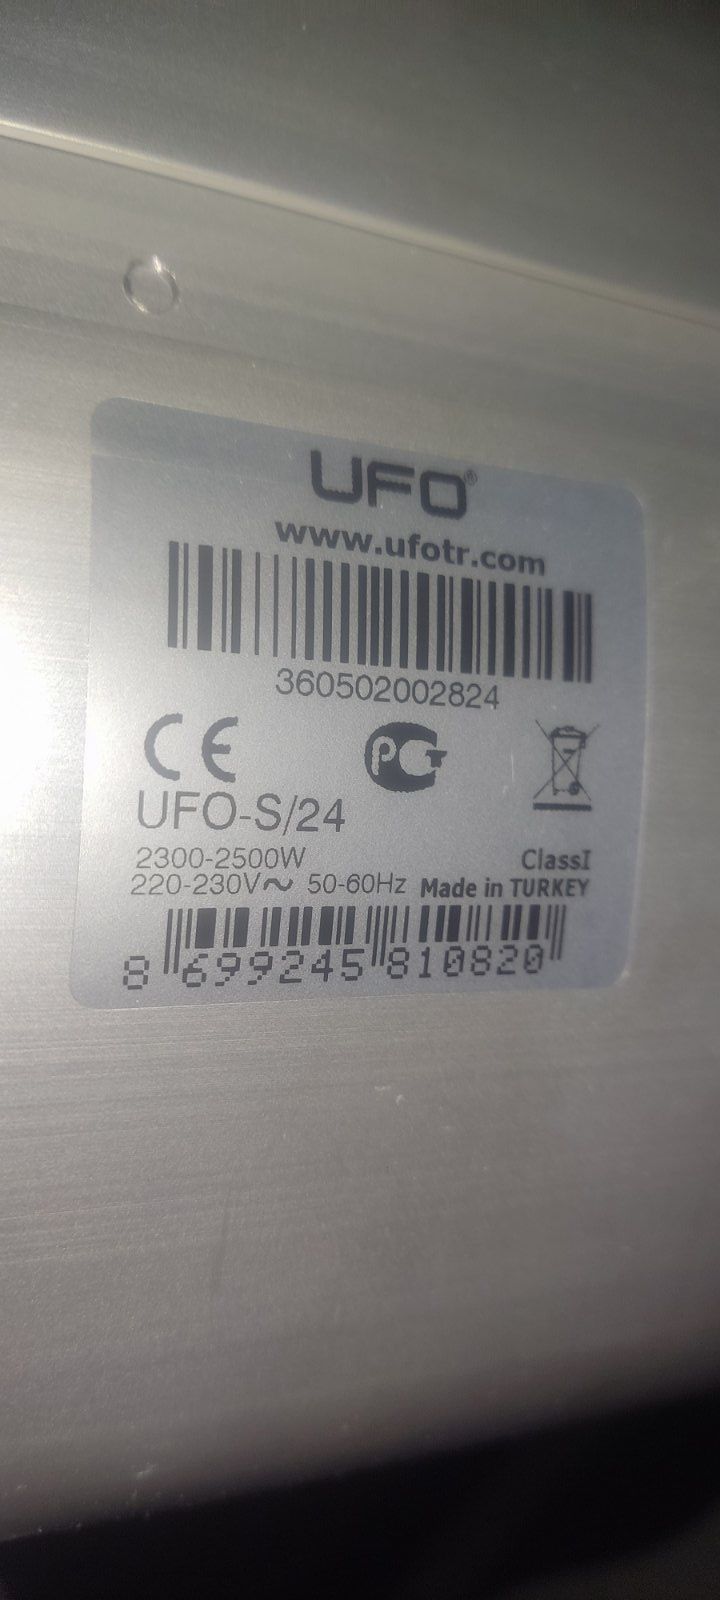 UFO®
www.ufotr.com
360502002824
CE PCT
UFO-S/24
2300-2500W ClassI
220-230V~ 50-60Hz Made in TURKEY
8 699245 810820